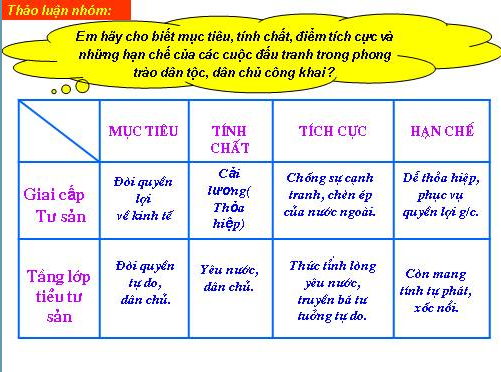 Thảo luận nhóm:
Em hãy cho biết mục tiêu, tính chất, điểm tích cực và
những hạn chế của các cuộc đấu tranh trong phong
trào dân tộc, dân chủ công khai?
MỤC TIÊU
TÍNH
CHẤT
TÍCH CỰC
HẠN CHẾ
Giai cấp
Tư sản
Đòi quyền
lợi
về kinh tế
Cải
lương(
Thỏa
hiệp)
Chống sự cạnh
tranh, chèn ép
của nước ngoài.
Dễ thỏa hiệp,
phục vụ
quyền lợi g/c.
Tầng lớp
tiểu tư
sản
Đòi quyền
tự do,
dân chủ.
Yêu nước,
dân chủ.
Thức tỉnh lòng
yêu nước,
truyền bá tư
tưởng tự do.
Còn mang
tính tự phát,
xốc nổi.